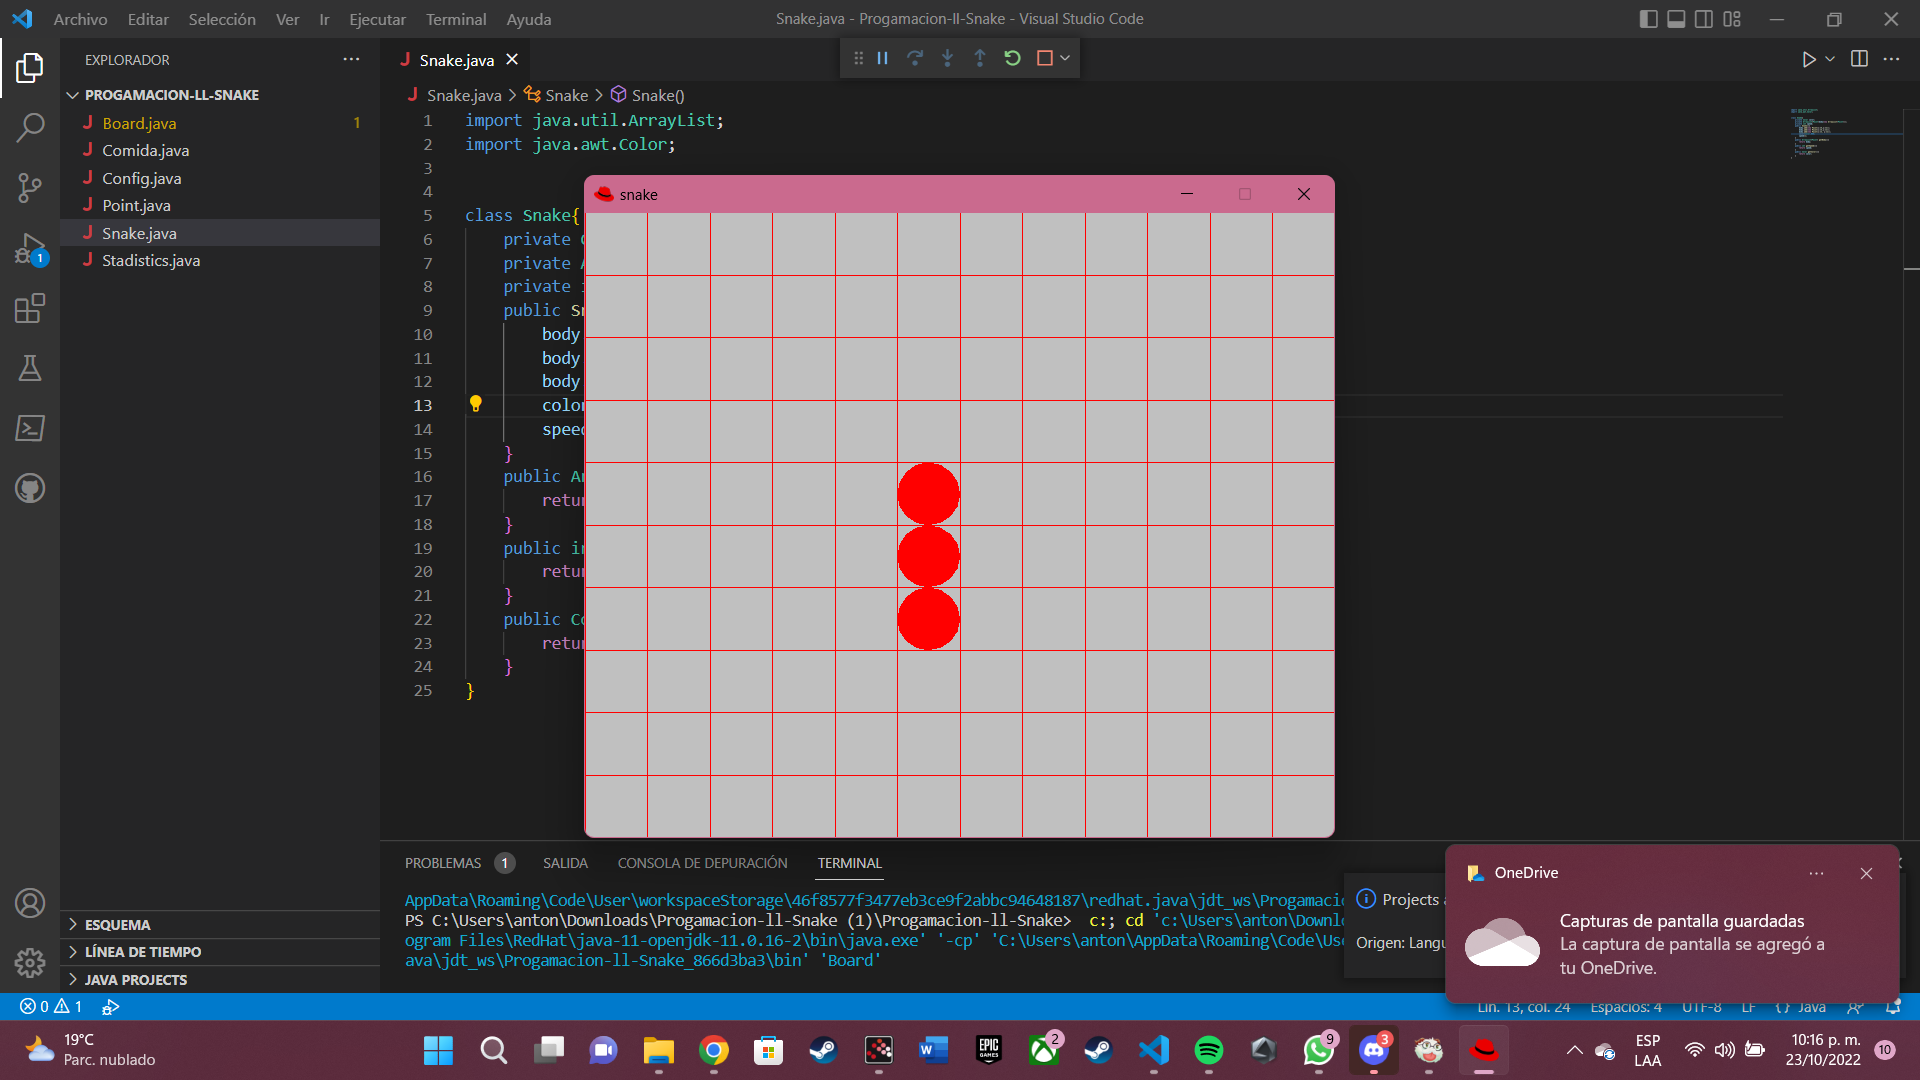 Archivo Editar Selección Ver Ir Ejecutar Terminal Ayuda
Snake.java - Progamacion-ll-Snake - Visual Studio Code
EXPLORADOR
PROGAMACION-LL-SNAKE
Board.java 1
Comida.java
Config.java
Point.java
Snake.java
Stadistics.java
1
ESQUEMA
LÍNEA DE TIEMPO
JAVA PROJECTS
Snake.java
Snake.java > Snake > Snake()
1 import java.util.ArrayList;
2 import java.awt.Color;
3
4
5 class Snake{
6 private
7 private
8 private
9 public
10 body
11 body
12 body
13
14
15 }
16 public
17
18 }
19 public
20
21 }
22 public
23
24 }
25 }
snake
PROBLEMAS 1 SALIDA CONSOLA DE DEPURACIÓN TERMINAL
AppData\Roaming\Code\User\workspaceStorage\46f8577f3477eb3ce9f2abbc94648187\redhat.java\jdt_ws\Progamacio
PS C:\Users\anton\Downloads\Progamacion-ll-Snake (1)\Progamacion-ll-Snake> c:; cd 'c:\Users\anton\Downl
ogram Files\RedHat\java-11-openjdk-11.0.16-2\bin\java.exe' '-cp' 'C:\Users\anton\AppData\Roaming\Code\Us
ava\jdt_ws\Progamacion-ll-Snake_866d3ba3\bin' 'Board'
Projects
Origen:
OneDrive
Capturas de pantalla guardadas
La captura de pantalla se agregó a
tu OneDrive.
0 1
Lín. 13, col. 24 Espacios: 4 UTF-8 LF { } Java
19°C
Parc. nublado
EPIC
GAMES
2
9
3
ESP
LAA
10:16 p. m.
23/10/2022
10